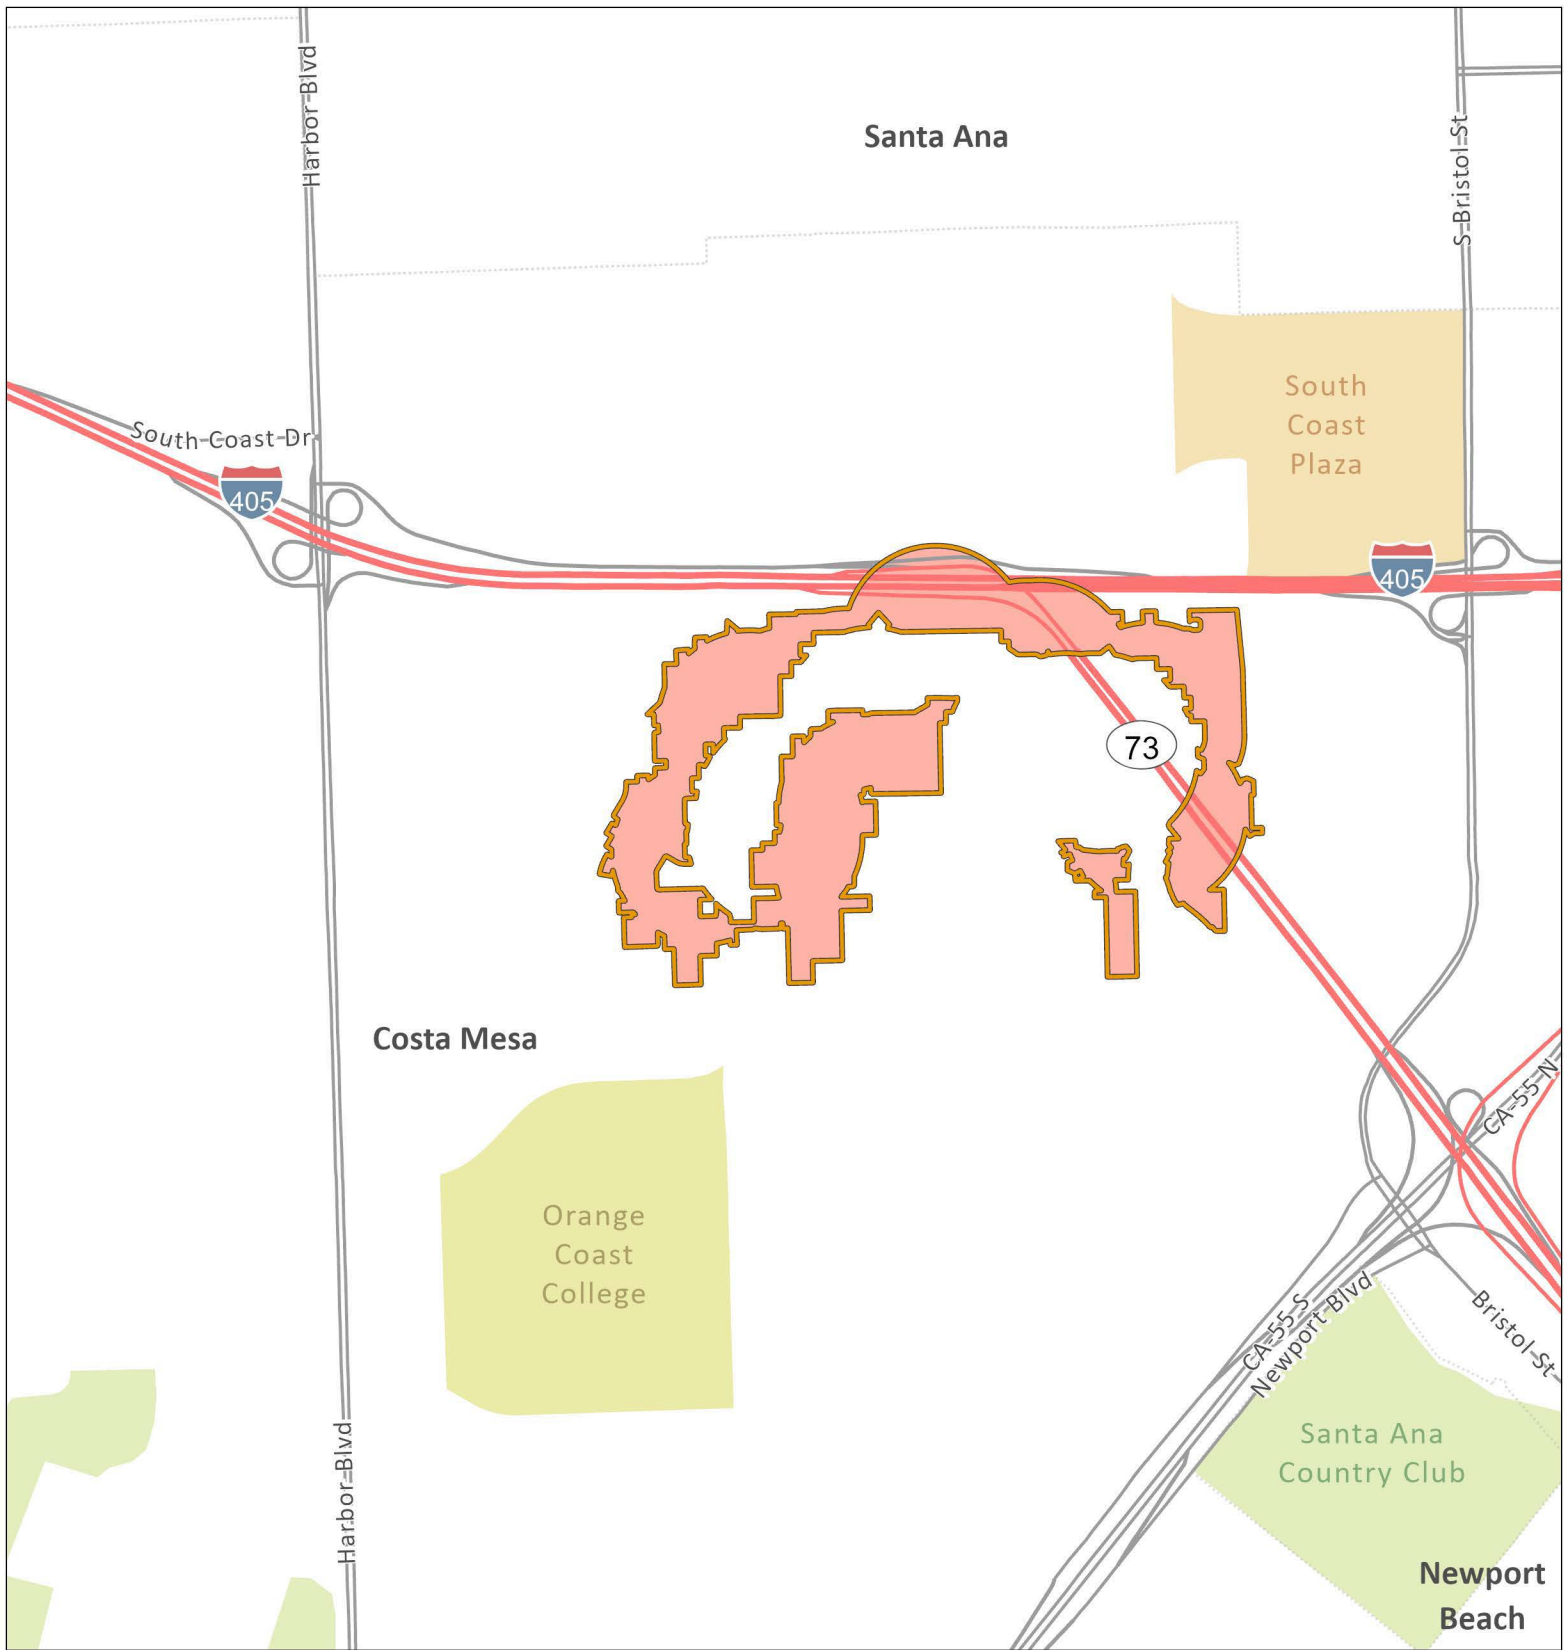 Harbor Blvd
Santa Ana
S Bristol St
South
Coast
Plaza
South Coast Dr
405
405
73
Costa Mesa
CA-55 N
Orange
Coast
College
CA-55 S
Newport Blvd
Bristol St
Harbor Blvd
Santa Ana
Country Club
Newport
Beach